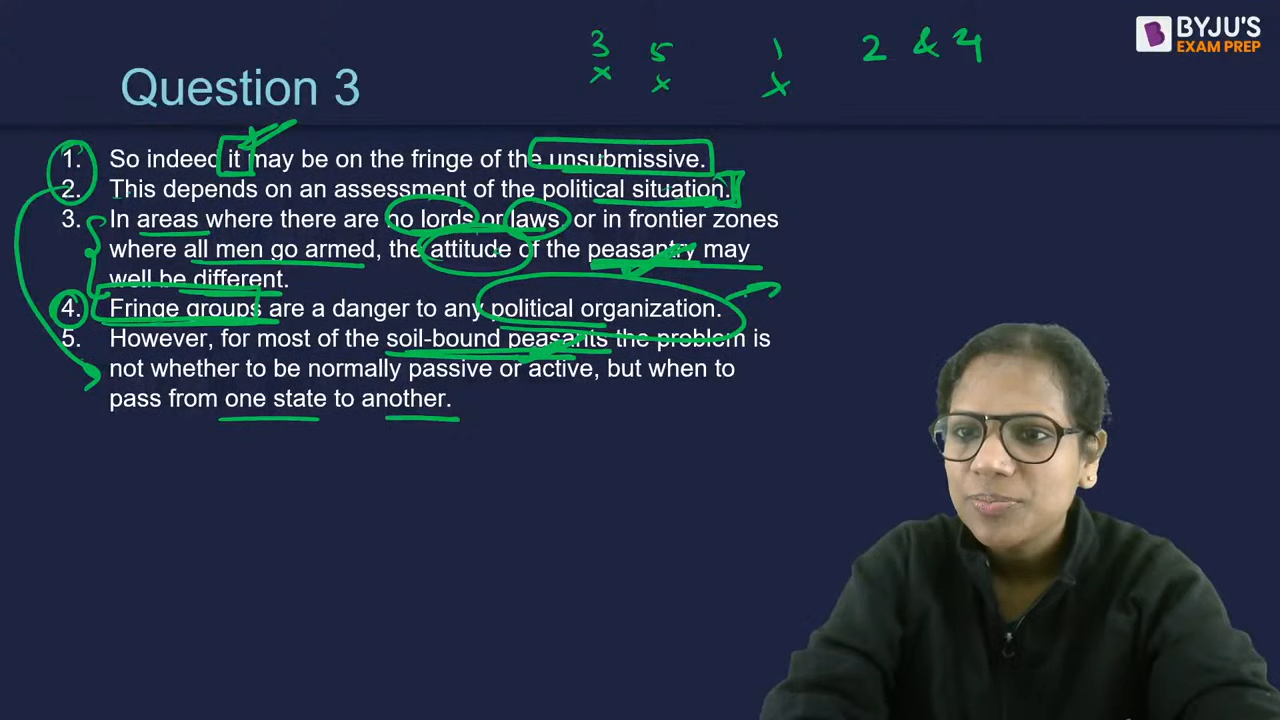 BYJU'S
EXAM PREP
3 5 1 2 & 4
x x x
Question 3
1. So indeed it may be on the fringe of the unsubmissive.
2. This depends on an assessment of the political situation.
3. In areas where there are no lords or laws or in frontier zones
where all men go armed, the attitude of the peasantry may
well be different.
4. Fringe groups are a danger to any political organization.
5. However, for most of the soil-bound peasants the problem is
not whether to be normally passive or active, but when to
pass from one state to another.